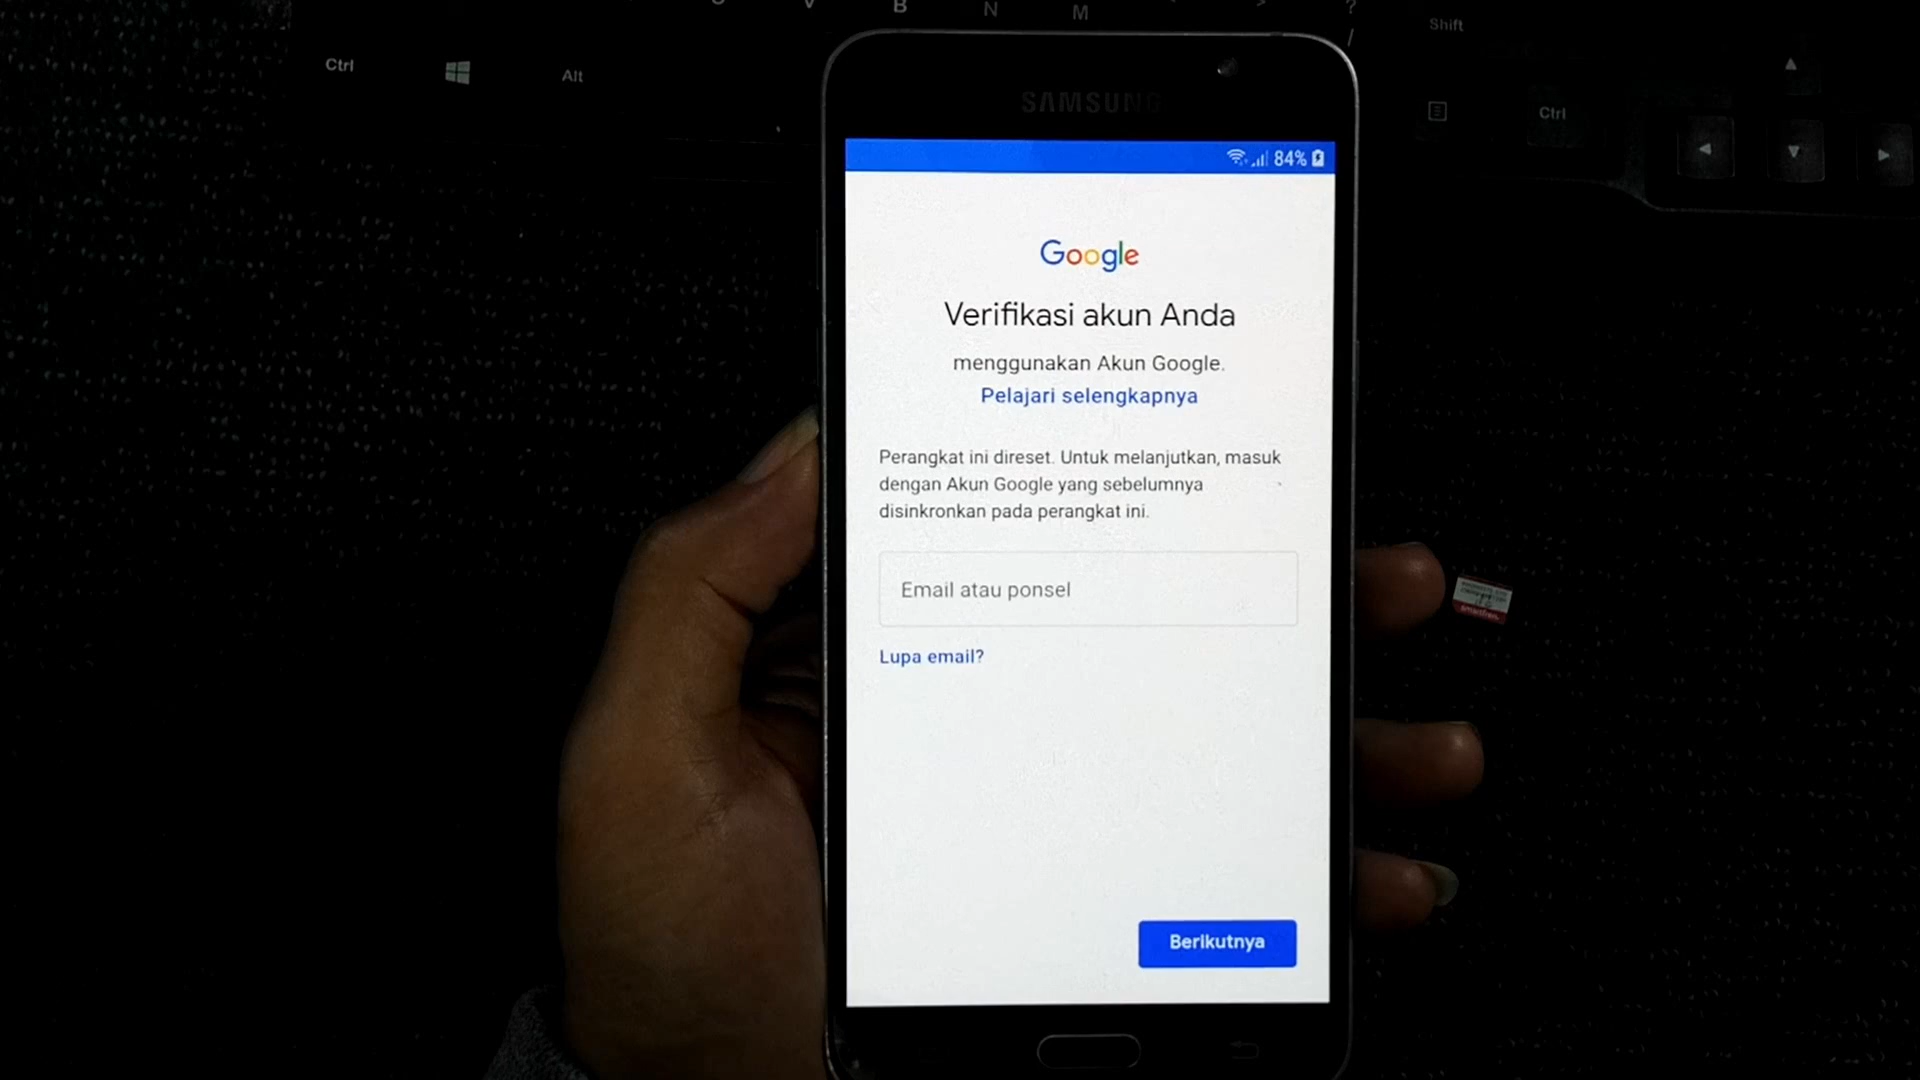 B
N
M
?
/
Shift
Ctrl
Alt
Ctrl
SAMSUNG
84%
Google
Verifikasi akun Anda
menggunakan Akun Google.
Pelajari selengkapnya
Perangkat ini direset. Untuk melanjutkan, masuk
dengan Akun Google yang sebelumnya
disinkronkan pada perangkat ini.
Email atau ponsel
Lupa email?
Berikutnya
smartfren